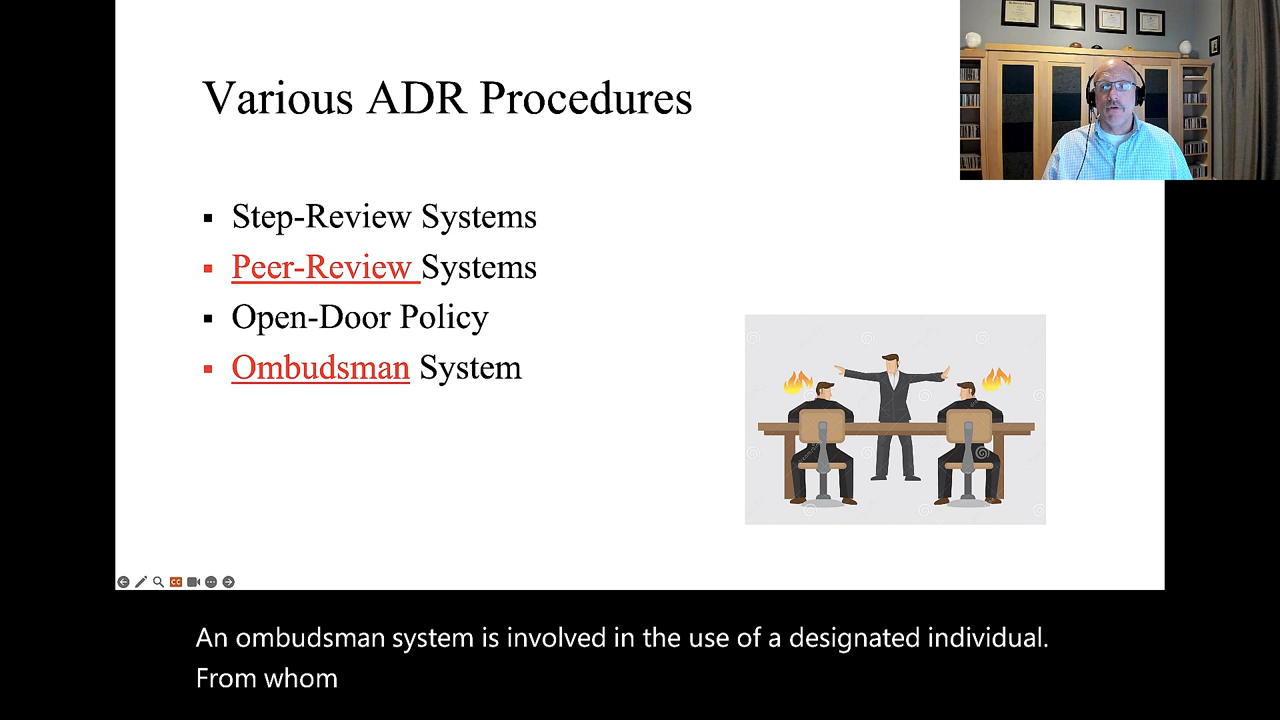 Various ADR Procedures
▪ Step-Review Systems
▪ Peer-Review Systems
▪ Open-Door Policy
▪ Ombudsman System
CC
An ombudsman system is involved in the use of a designated individual.
From whom